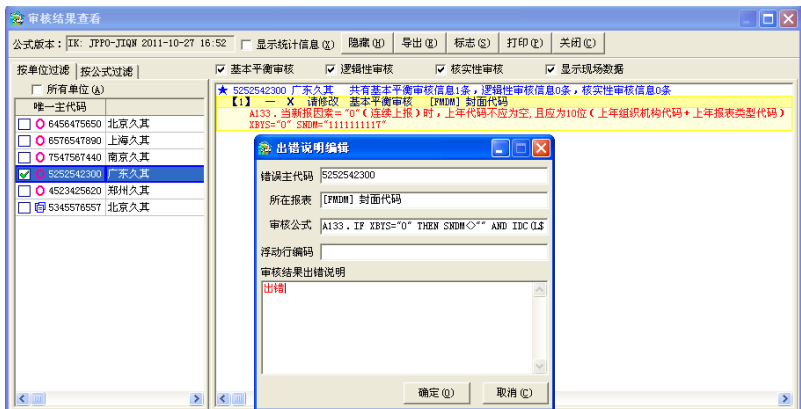 审核结果查看
公式版本： IK: JPPO-JTQN 2011-10-27 16:52 显示统计信息(X) 隐藏(H) 导出(E) 标志(S) 打印(P) 关闭(C)
按单位过滤 按公式过滤 基本平衡审核 逻辑性审核 核实性审核 显示现场数据
所有单位(A)
唯一主代码
6456475650 北京久其
6576547890 上海久其
7547567440 南京久其
5252542300 广东久其
4523425620 郑州久其
5345576557 北京久其
★ 5252542300 广东久其 共有基本平衡审核信息1条，逻辑性审核信息0条，核实性审核信息0条
【1】 — X 请修改 基本平衡审核 [FMDM] 封面代码
A133．当新报因素="0"(连续上报)时，上年代码不应为空,且应为10位(上年组织机构代码+上年报表类型代码)
XBYS="0" SNDM="1111111117"
出错说明编辑
错误主代码 5252542300
所在报表 [FMDM] 封面代码
审核公式 A133．IF XBYS="0" THEN SNDM<>"" AND IDC(L$
浮动行编码
审核结果出错说明
出错
确定(O) 取消(C)